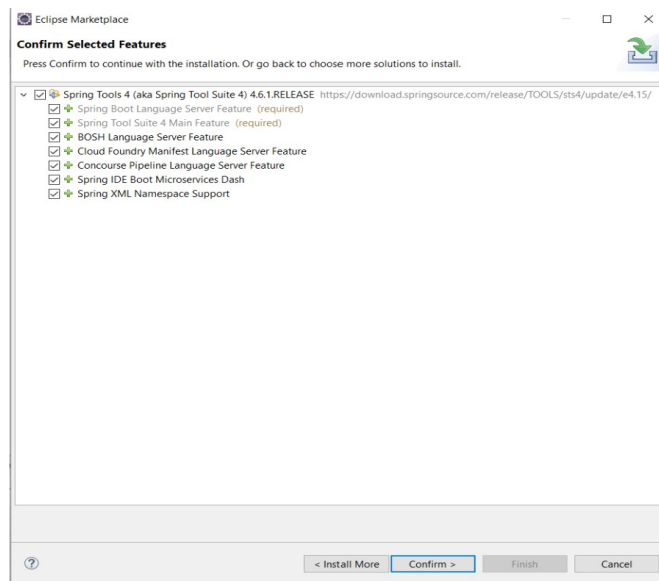 Eclipse Marketplace
Confirm Selected Features
Press Confirm to continue with the installation. Or go back to choose more solutions to install.
Spring Tools 4 (aka Spring Tool Suite 4) 4.6.1.RELEASE https://download.springsource.com/release/TOOLS/sts4/update/e4.15/
Spring Boot Language Server Feature (required)
Spring Tool Suite 4 Main Feature (required)
BOSH Language Server Feature
Cloud Foundry Manifest Language Server Feature
Concourse Pipeline Language Server Feature
Spring IDE Boot Microservices Dash
Spring XML Namespace Support
? < Install More Confirm > Finish Cancel